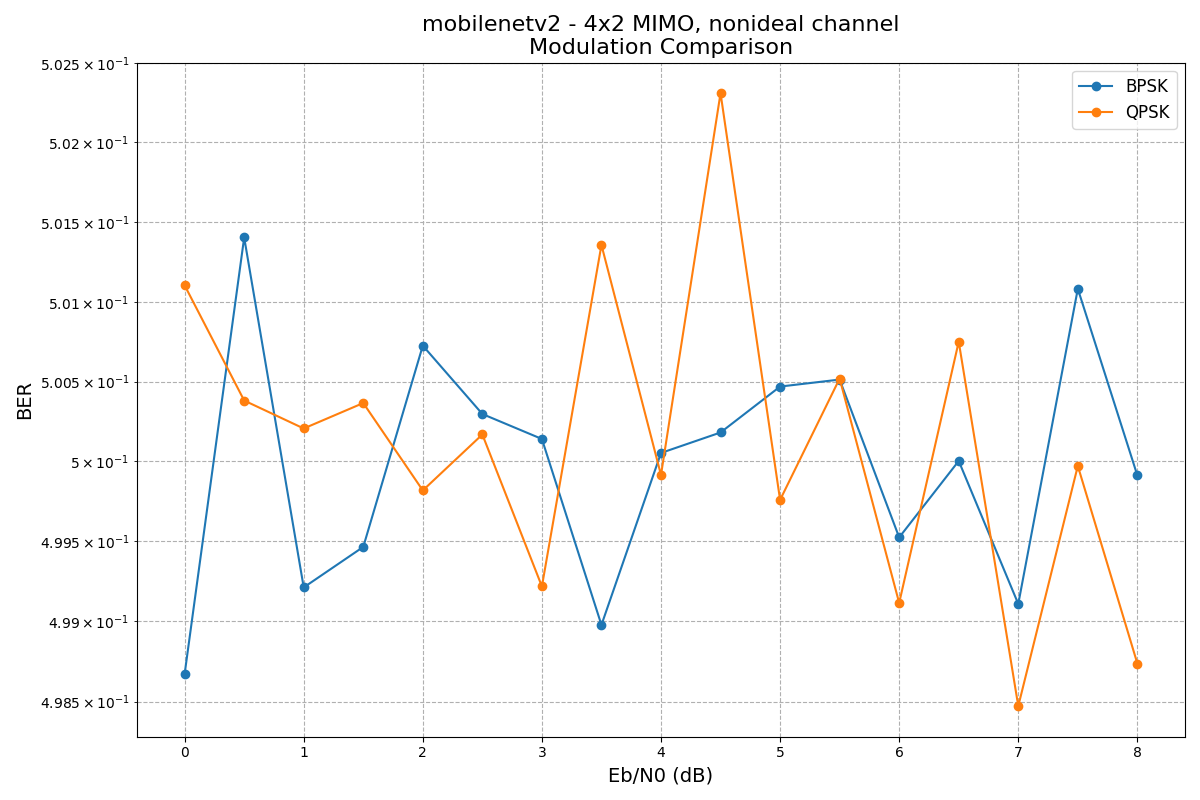 mobilenetv2 - 4x2 MIMO, nonideal channel
Modulation Comparison
BPSK
QPSK
BER
5.025 × 10⁻¹
5.02 × 10⁻¹
5.015 × 10⁻¹
5.01 × 10⁻¹
5.005 × 10⁻¹
5 × 10⁻¹
4.995 × 10⁻¹
4.99 × 10⁻¹
4.985 × 10⁻¹
0 1 2 3 4 5 6 7 8
Eb/N0 (dB)